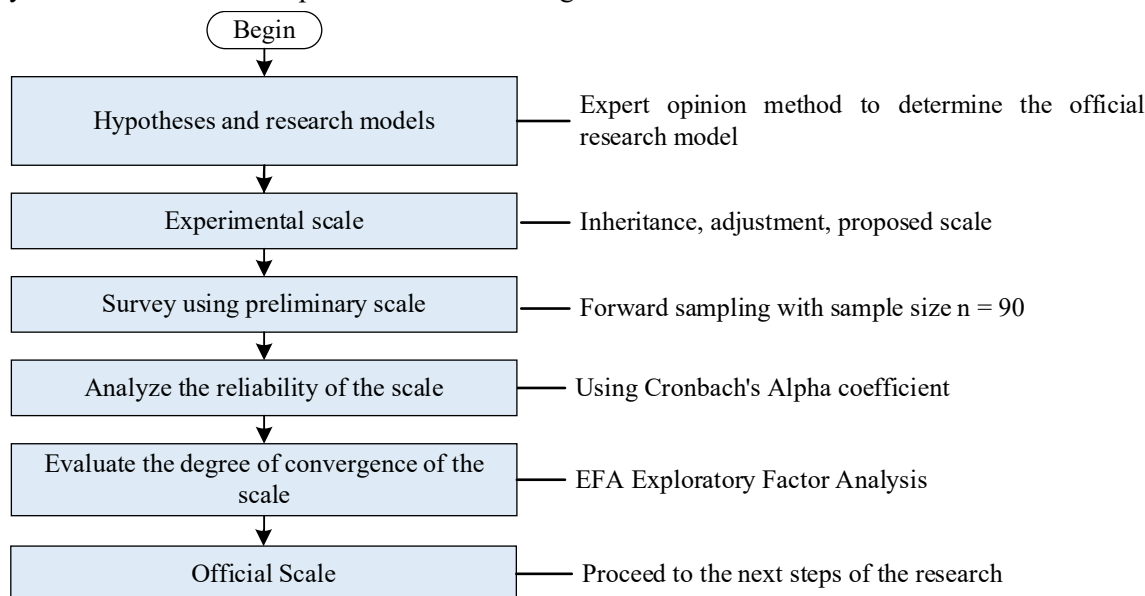 Begin
Hypotheses and research models
Expert opinion method to determine the official
research model
Experimental scale
Inheritance, adjustment, proposed scale
Survey using preliminary scale
Forward sampling with sample size n = 90
Analyze the reliability of the scale
Using Cronbach's Alpha coefficient
Evaluate the degree of convergence of the
scale
EFA Exploratory Factor Analysis
Official Scale
Proceed to the next steps of the research